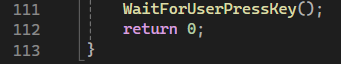 111 WaitForUserPressKey();
112 return 0;
113 }